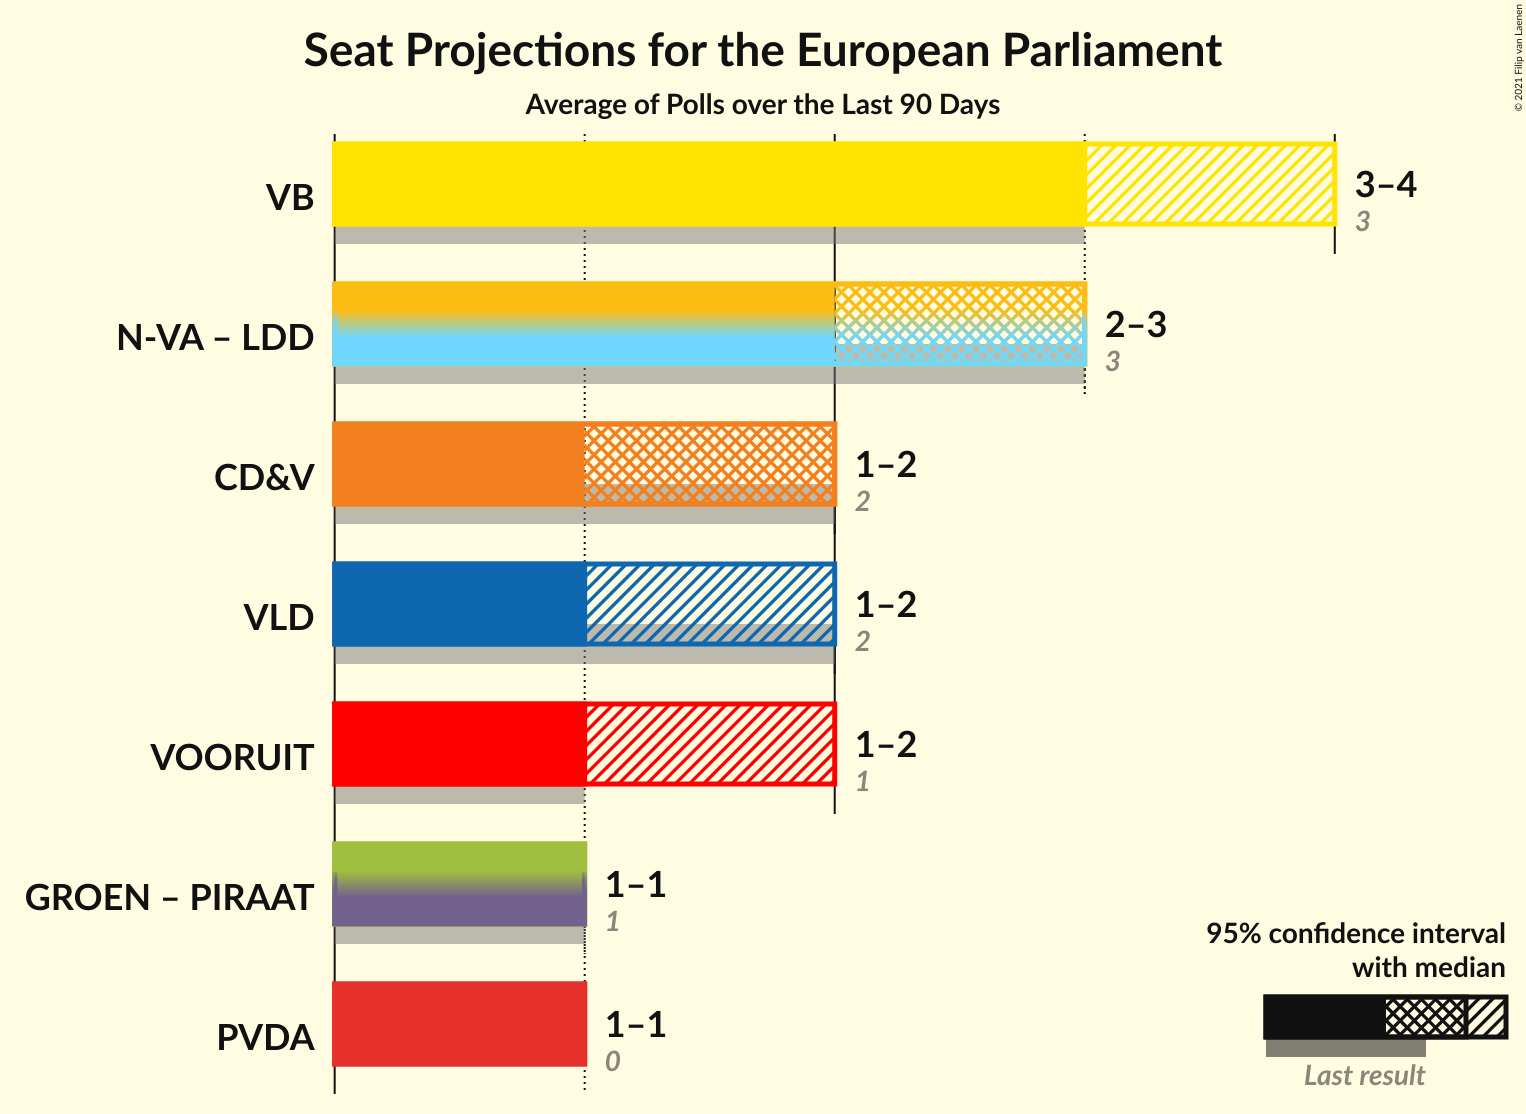 Seat Projections for the European Parliament
Average of Polls over the Last 90 Days
© 2021 Filip van Laenen
VB
3–4
3
N-VA – LDD
2–3
3
CD&V
1–2
2
VLD
1–2
2
VOORUIT
1–2
1
GROEN – PIRAAT
1–1
1
PVDA
1–1
0
95% confidence interval
with median
Last result